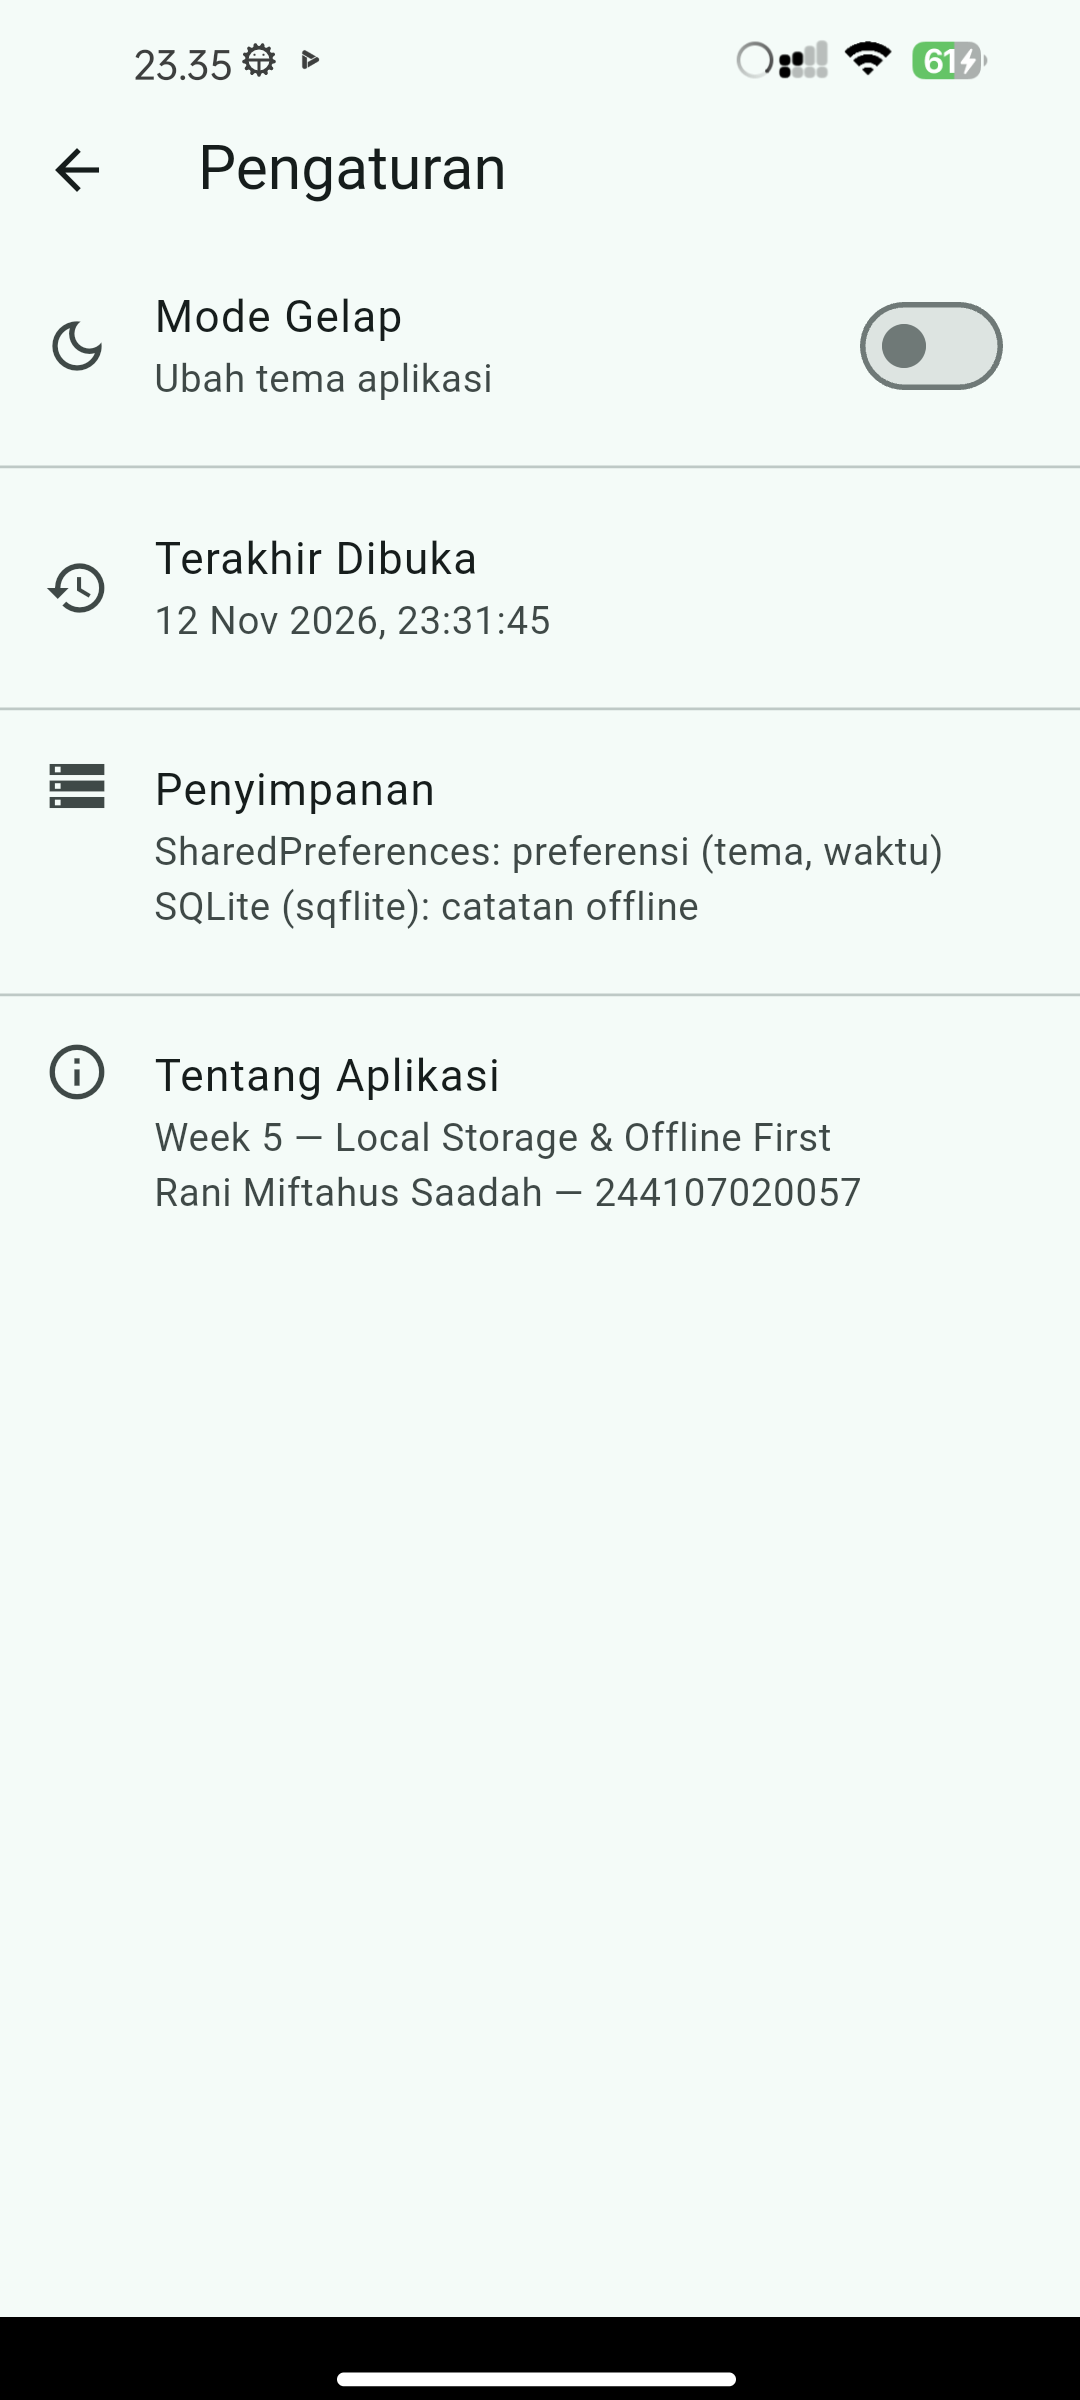 23.35
61
Pengaturan
Mode Gelap
Ubah tema aplikasi
Terakhir Dibuka
12 Nov 2026, 23:31:45
Penyimpanan
SharedPreferences: preferensi (tema, waktu)
SQLite (sqflite): catatan offline
Tentang Aplikasi
Week 5 — Local Storage & Offline First
Rani Miftahus Saadah — 244107020057